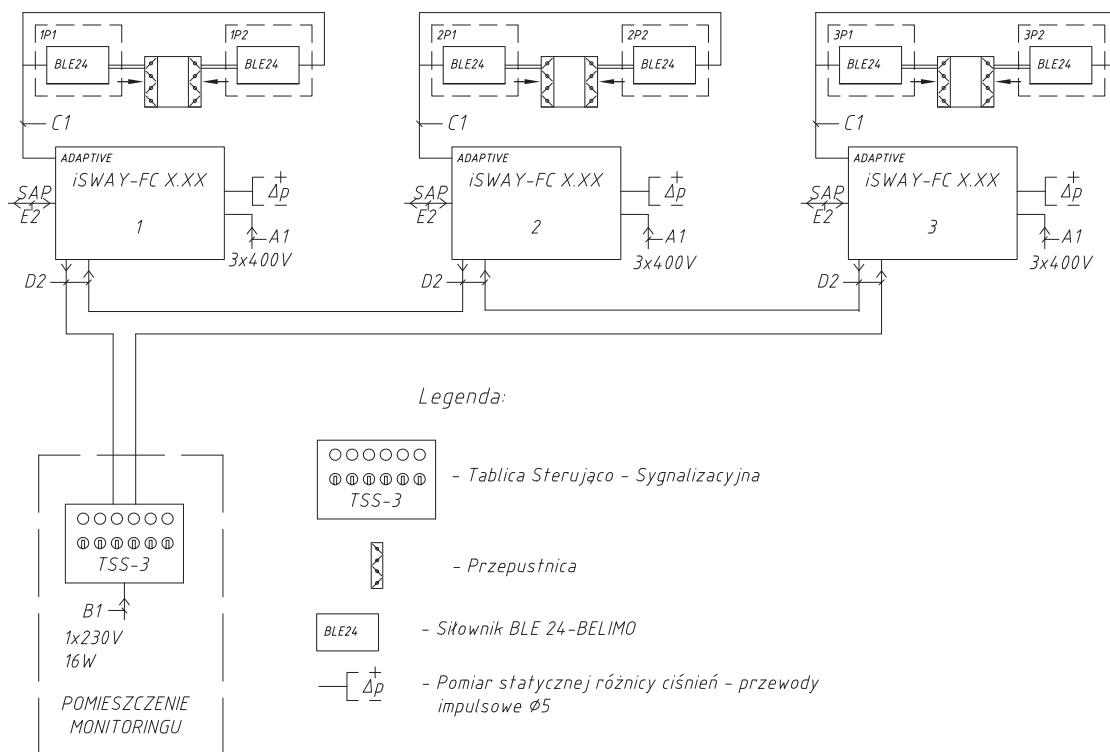 1P1
1P2
2P1
2P2
3P1
3P2
BLE24
BLE24
BLE24
BLE24
BLE24
BLE24
C1
C1
C1
ADAPTIVE
ADAPTIVE
ADAPTIVE
iSWAY-FC X.XX
iSWAY-FC X.XX
iSWAY-FC X.XX
SAP
+
Δp
-
SAP
+
Δp
-
SAP
+
Δp
-
E2
1
A1
E2
2
A1
E2
3
A1
3x400V
3x400V
3x400V
D2
D2
D2
Legenda:
TSS-3
- Tablica Sterująco - Sygnalizacyjna
TSS-3
- Przepustnica
B1
1x230V
16W
BLE24
- Siłownik BLE 24-BELIMO
+
Δp
-
- Pomiar statycznej różnicy ciśnień - przewody
impulsowe Ø5
POMIESZCZENIE
MONITORINGU